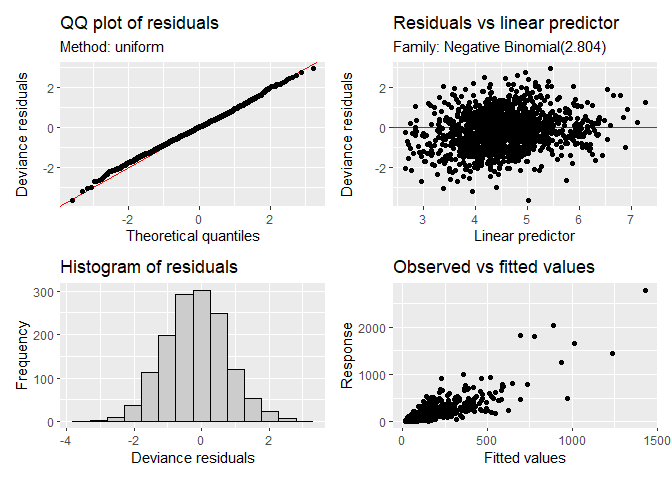 QQ plot of residuals
Method: uniform
Deviance residuals
2
0
-2
-2
0
2
Theoretical quantiles
Residuals vs linear predictor
Family: Negative Binomial(2.804)
Deviance residuals
2
0
-2
3
4
5
6
7
Linear predictor
Histogram of residuals
Frequency
300
200
100
0
-4
-2
0
2
Deviance residuals
Observed vs fitted values
Response
2000
1000
0
0
500
1000
1500
Fitted values